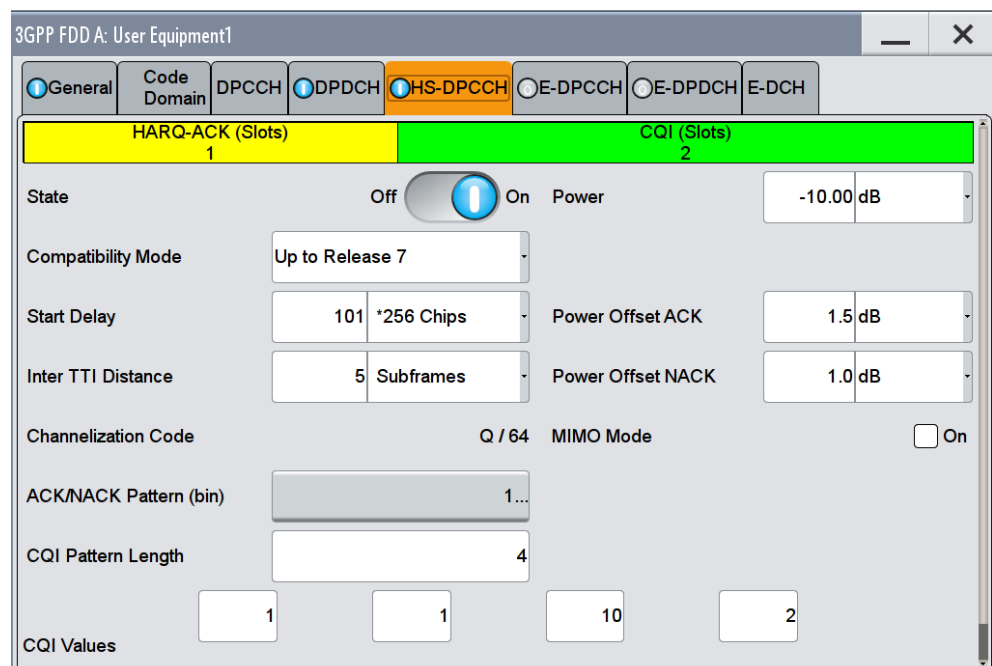 3GPP FDD A: User Equipment1
General
Code Domain
DPCCH
DPDCH
HS-DPCCH
E-DPCCH
E-DPDCH
E-DCH
HARQ-ACK (Slots)
1
CQI (Slots)
2
State Off On Power -10.00 dB
Compatibility Mode Up to Release 7
Start Delay 101 *256 Chips Power Offset ACK 1.5 dB
Inter TTI Distance 5 Subframes Power Offset NACK 1.0 dB
Channelization Code Q / 64 MIMO Mode On
ACK/NACK Pattern (bin) 1...
CQI Pattern Length 4
1 1 10 2
CQI Values